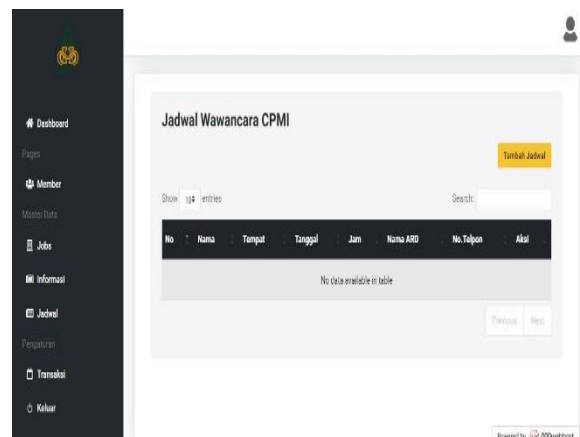 Dashboard
Pages
Member
Master Data
Jobs
Informasi
Jadwal
Pengaturan
Transaksi
Keluar
Jadwal Wawancara CPMI
Tambah Jadwal
Show 10 entries
Search:
No Nama Tempat Tanggal Jam Nama ARD No.Telpon Aksi
No data available in table
Previous Next
Powered by 000webhost